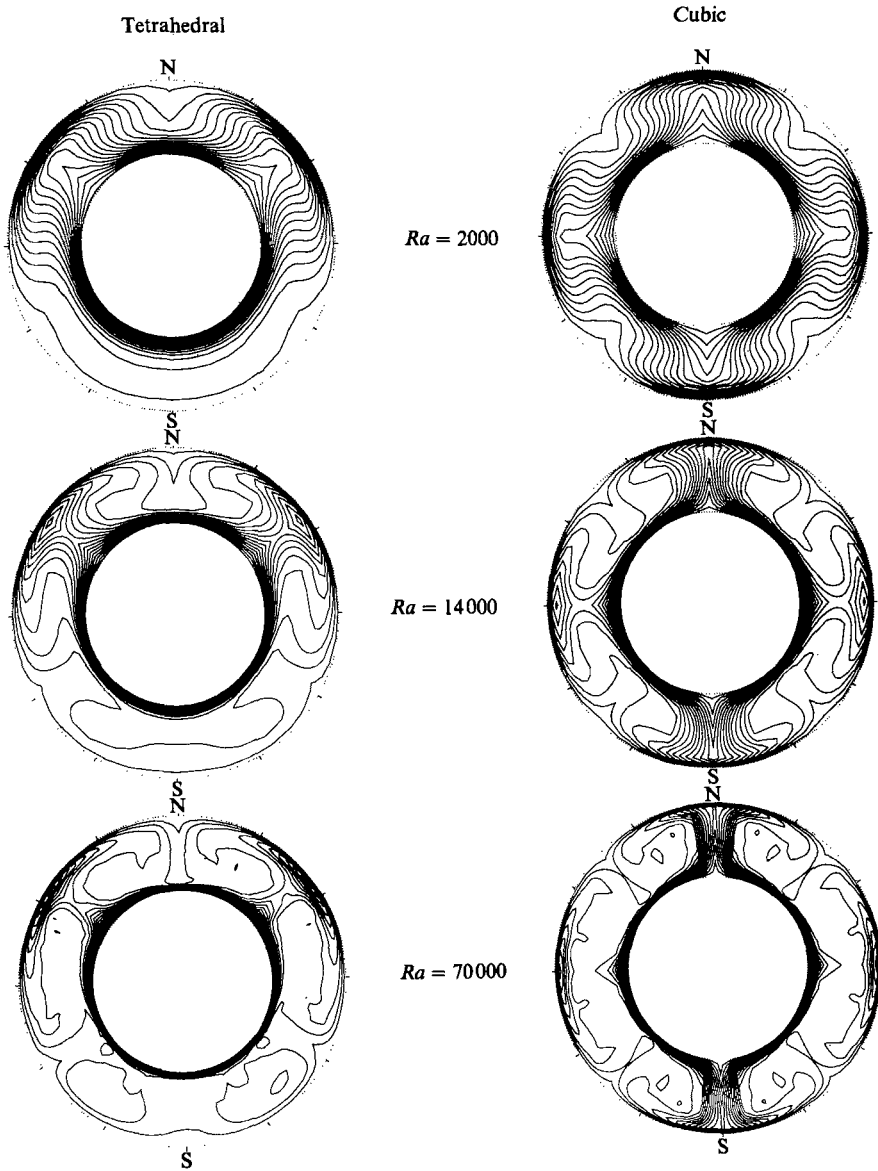 Tetrahedral
Cubic
N
N
Ra = 2000
S
N
S
N
Ra = 14000
S
N
S
N
Ra = 70000
S
S